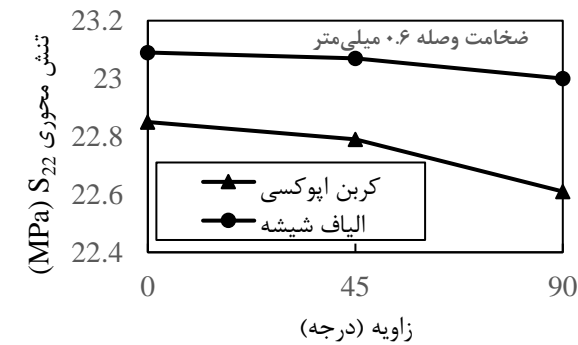 ضخامت وصله ۰.۶ میلی‌متر
تنش محوری S22 (MPa)
23.2
23
22.8
22.6
22.4
کربن اپوکسی
الیاف شیشه
0 45 90
زاویه (درجه)